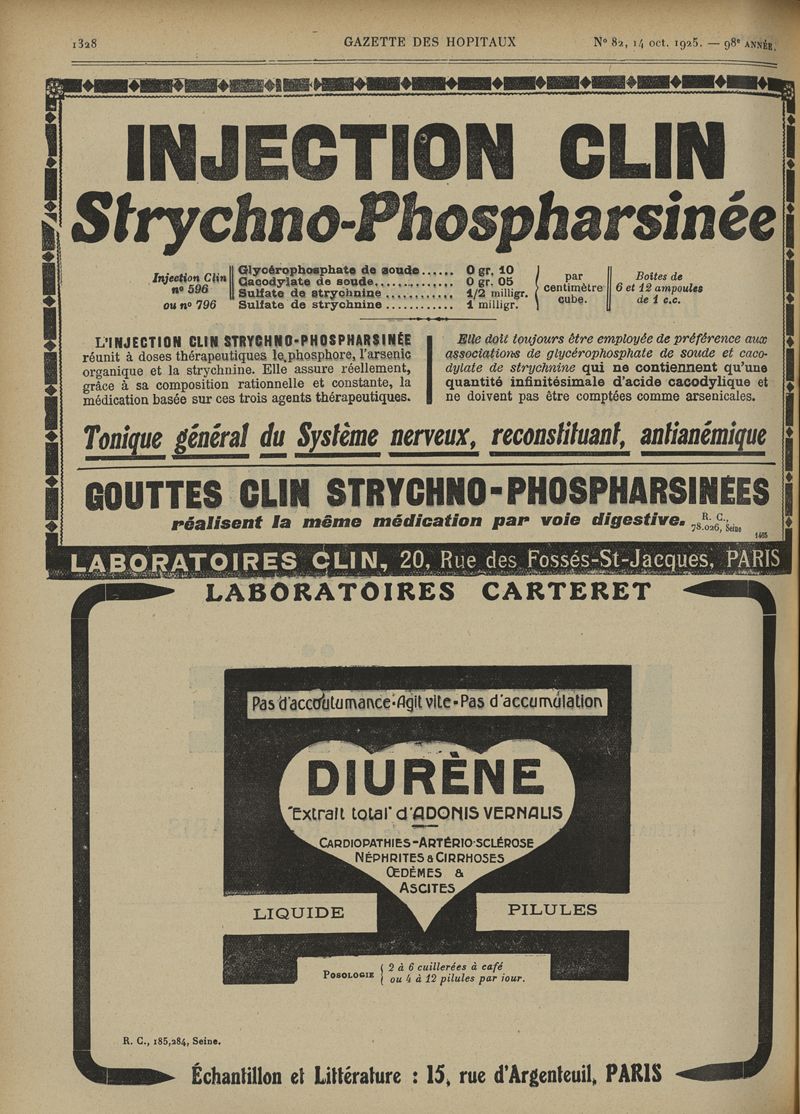 1328
GAZETTE DES HOPITAUX
N° 82, 14 oct. 1925. — 98e ANNÉE.
INJECTION CLIN
Strychno-Phospharsinée
Injection Clin
n° 596
ou n° 796
Glycérophosphate de soude...... 0 gr. 10
Cacodylate de soude............. 0 gr. 05
Sulfate de strychnine ........... 1/2 milligr.
Sulfate de strychnine ........... 1 milligr.
par
centimètre
cube.
Boîtes de
6 et 12 ampoules
de 1 c.c.
L'INJECTION CLIN STRYCHNO-PHOSPHARSINÉE
réunit à doses thérapeutiques le phosphore, l'arsenic
organique et la strychnine. Elle assure réellement,
grâce à sa composition rationnelle et constante, la
médication basée sur ces trois agents thérapeutiques.
Elle doit toujours être employée de préférence aux
associations de glycérophosphate de soude et caco-
dylate de strychnine qui ne contiennent qu'une
quantité infinitésimale d'acide cacodylique et
ne doivent pas être comptées comme arsenicales.
Tonique général du Système nerveux, reconstituant, antianémique
GOUTTES CLIN STRYCHNO-PHOSPHARSINÉES
réalisent la même médication par voie digestive.
R. C.,
78.026, Seine
1465
LABORATOIRES CLIN, 20, Rue des Fossés-St-Jacques, PARIS
LABORATOIRES CARTERET
Pas d'accoutumance·Agit vite·Pas d'accumulation
DIURÈNE
"Extrait total" d'ADONIS VERNALIS
CARDIOPATHIES-ARTÉRIO-SCLÉROSE
NÉPHRITES & CIRRHOSES
ŒDÈMES &
ASCITES
LIQUIDE
PILULES
POSOLOGIE
2 à 6 cuillerées à café
ou 4 à 12 pilules par jour.
R. C., 185,284, Seine.
Échantillon et Littérature : 15, rue d'Argenteuil, PARIS